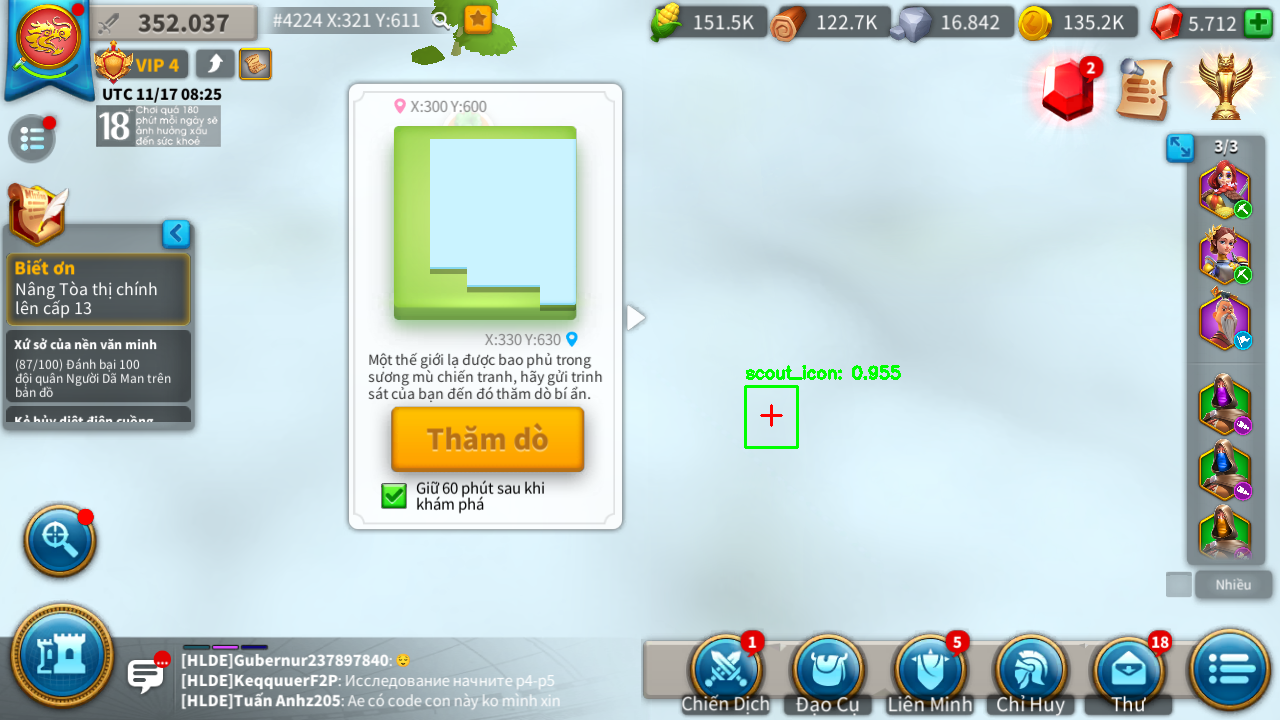 352.037
#4224 X:321 Y:611
151.5K
122.7K
16.842
135.2K
5.712
VIP 4
UTC 11/17 08:25
18+
Chơi quá 180
phút mỗi ngày sẽ
ảnh hưởng xấu
đến sức khoẻ
2
3/3
Biết ơn
Nâng Tòa thị chính
lên cấp 13
Xứ sở của nền văn minh
(87/100) Đánh bại 100
đội quân Người Dã Man trên
bản đồ
X:300 Y:600
X:330 Y:630
Một thế giới lạ được bao phủ trong
sương mù chiến tranh, hãy gửi trinh
sát của bạn đến đó thăm dò bí ẩn.
Thăm dò
Giữ 60 phút sau khi
khám phá
scout_icon: 0.955
Nhiều
[HLDE]Gubernur237897840: 😌
[HLDE]KeqquuerF2P: Исследование начните p4-p5
[HLDE]Tuấn Anhz205: Ae có code con này ko mình xin
1
5
18
Chiến Dịch
Đạo Cụ
Liên Minh
Chỉ Huy
Thư